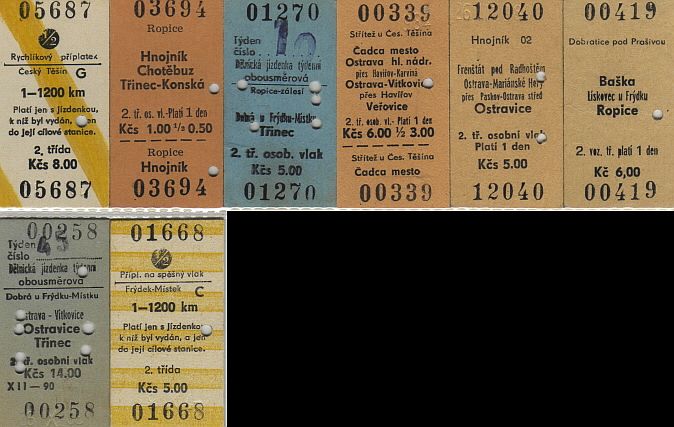 05687
1/2
Rychlíkový příplatek
Český Těšín G
1–1200 km
Platí jen s jízdenkou,
k níž byl vydán, a jen
do její cílové stanice.
2. třída
Kčs 8.00
05687
03694
Ropice
Hnojník
Chotěbuz
Třinec-Konská
2. tř. os. vl. Platí 1 den
Kčs 1.00 1/2 0.50
Ropice
Hnojník
03694
01270
Týden
číslo 10
Dělnická jízdenka týdenní
obousměrová
Ropice-zálesí
Dobrá u Frýdku-Místku
Třinec
2. tř. osob. vlak
Kčs 5.00
01270
00339
Střítež u Čes. Těšína
Čadca mesto
Ostrava hl. nádr.
přes Havířov-Karviná
Ostrava-Vítkovice
přes Havířov
Veřovice
2. tř. osob. vl. Platí 1 den
Kčs 6.00 1/2 3.00
Střítež u Čes. Těšína
Čadca mesto
00339
12040
Hnojník 02
Frenštát pod Radhoštěm
Ostrava-Mariánské Hory
přes Paskov-Ostrava střed
Ostravice
2. tř. osobní vlak
Platí 1 den
Kčs 5.00
12040
00419
Dobratice pod Prašivou
Baška
Lískovec u Frýdku
Ropice
2. voz. tř. platí 1 den
Kč 6,00
00419
00258
Týden
číslo 43
Dělnická jízdenka týdenní
obousměrová
Dobrá u Frýdku-Místku
Ostrava - Vítkovice
Ostravice
Třinec
2. tř. osobní vlak
Kčs 14.00
XII — 90
00258
01668
1/2
Přípl. na spěšný vlak
Frýdek-Místek C
1–1200 km
Platí jen s jízdenkou,
k níž byl vydán, a jen
do její cílové stanice.
2. třída
Kčs 5.00
01668